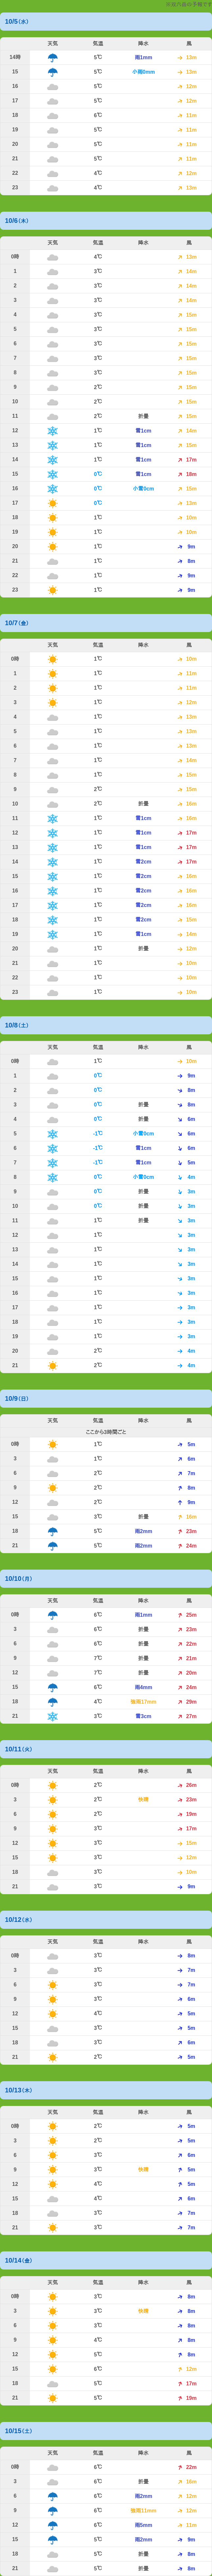 10/5(水)
天気 気温 降水 風
14時 5℃ 雨1mm 13m
15 5℃ 小雨0mm 13m
16 5℃ 12m
17 5℃ 12m
18 6℃ 11m
19 5℃ 11m
20 5℃ 11m
21 5℃ 11m
22 4℃ 12m
23 4℃ 13m
10/6(木)
天気 気温 降水 風
0時 4℃ 13m
1 3℃ 14m
2 3℃ 14m
3 3℃ 14m
4 3℃ 15m
5 3℃ 15m
6 3℃ 15m
7 3℃ 15m
8 3℃ 15m
9 2℃ 15m
10 2℃ 15m
11 2℃ 折畳 15m
12 1℃ 雪1cm 14m
13 1℃ 雪1cm 15m
14 1℃ 雪1cm 17m
15 0℃ 雪1cm 18m
16 0℃ 小雪0cm 15m
17 0℃ 13m
18 1℃ 10m
19 1℃ 10m
20 1℃ 9m
21 1℃ 8m
22 1℃ 9m
23 1℃ 9m
10/7(金)
天気 気温 降水 風
0時 1℃ 10m
1 1℃ 11m
2 1℃ 11m
3 1℃ 12m
4 1℃ 13m
5 1℃ 13m
6 1℃ 13m
7 1℃ 14m
8 1℃ 15m
9 2℃ 15m
10 2℃ 折畳 16m
11 1℃ 雪1cm 16m
12 1℃ 雪1cm 17m
13 1℃ 雪1cm 17m
14 1℃ 雪2cm 17m
15 1℃ 雪2cm 16m
16 1℃ 雪2cm 16m
17 1℃ 雪2cm 16m
18 1℃ 雪2cm 15m
19 1℃ 雪1cm 14m
20 1℃ 折畳 12m
21 1℃ 10m
22 1℃ 10m
23 1℃ 10m
10/8(土)
天気 気温 降水 風
0時 1℃ 10m
1 0℃ 9m
2 0℃ 8m
3 0℃ 折畳 8m
4 0℃ 折畳 6m
5 -1℃ 小雪0cm 6m
6 -1℃ 雪1cm 6m
7 -1℃ 雪1cm 5m
8 0℃ 小雪0cm 4m
9 0℃ 折畳 3m
10 0℃ 折畳 3m
11 1℃ 折畳 3m
12 1℃ 3m
13 1℃ 3m
14 1℃ 3m
15 1℃ 3m
16 1℃ 3m
17 1℃ 3m
18 1℃ 3m
19 1℃ 3m
20 2℃ 4m
21 2℃ 4m
10/9(日)
天気 気温 降水 風
ここから3時間ごと
0時 1℃ 5m
3 1℃ 6m
6 2℃ 7m
9 2℃ 8m
12 2℃ 9m
15 3℃ 折畳 16m
18 5℃ 雨2mm 23m
21 5℃ 雨2mm 24m
10/10(月)
天気 気温 降水 風
0時 6℃ 雨1mm 25m
3 6℃ 折畳 23m
6 6℃ 折畳 22m
9 7℃ 折畳 21m
12 7℃ 折畳 20m
15 6℃ 雨4mm 24m
18 4℃ 強雨17mm 29m
21 3℃ 雪3cm 27m
10/11(火)
天気 気温 降水 風
0時 2℃ 26m
3 2℃ 23m
6 2℃ 19m
9 3℃ 17m
12 3℃ 15m
15 3℃ 12m
18 3℃ 10m
21 3℃ 9m
10/12(水)
天気 気温 降水 風
0時 3℃ 8m
3 3℃ 7m
6 3℃ 7m
9 3℃ 6m
12 4℃ 5m
15 3℃ 5m
18 3℃ 6m
21 2℃ 5m
10/13(木)
天気 気温 降水 風
0時 2℃ 5m
3 2℃ 5m
6 3℃ 6m
9 3℃ 5m
12 4℃ 5m
15 4℃ 6m
18 3℃ 7m
21 3℃ 7m
10/14(金)
天気 気温 降水 風
0時 3℃ 8m
3 3℃ 8m
6 3℃ 8m
9 4℃ 8m
12 5℃ 8m
15 6℃ 12m
18 5℃ 17m
21 5℃ 19m
10/15(土)
天気 気温 降水 風
0時 6℃ 22m
3 6℃ 折畳 16m
6 6℃ 雨2mm 12m
9 6℃ 強雨11mm 12m
12 6℃ 雨5mm 11m
15 5℃ 雨2mm 9m
18 5℃ 折畳 8m
21 5℃ 折畳 8m